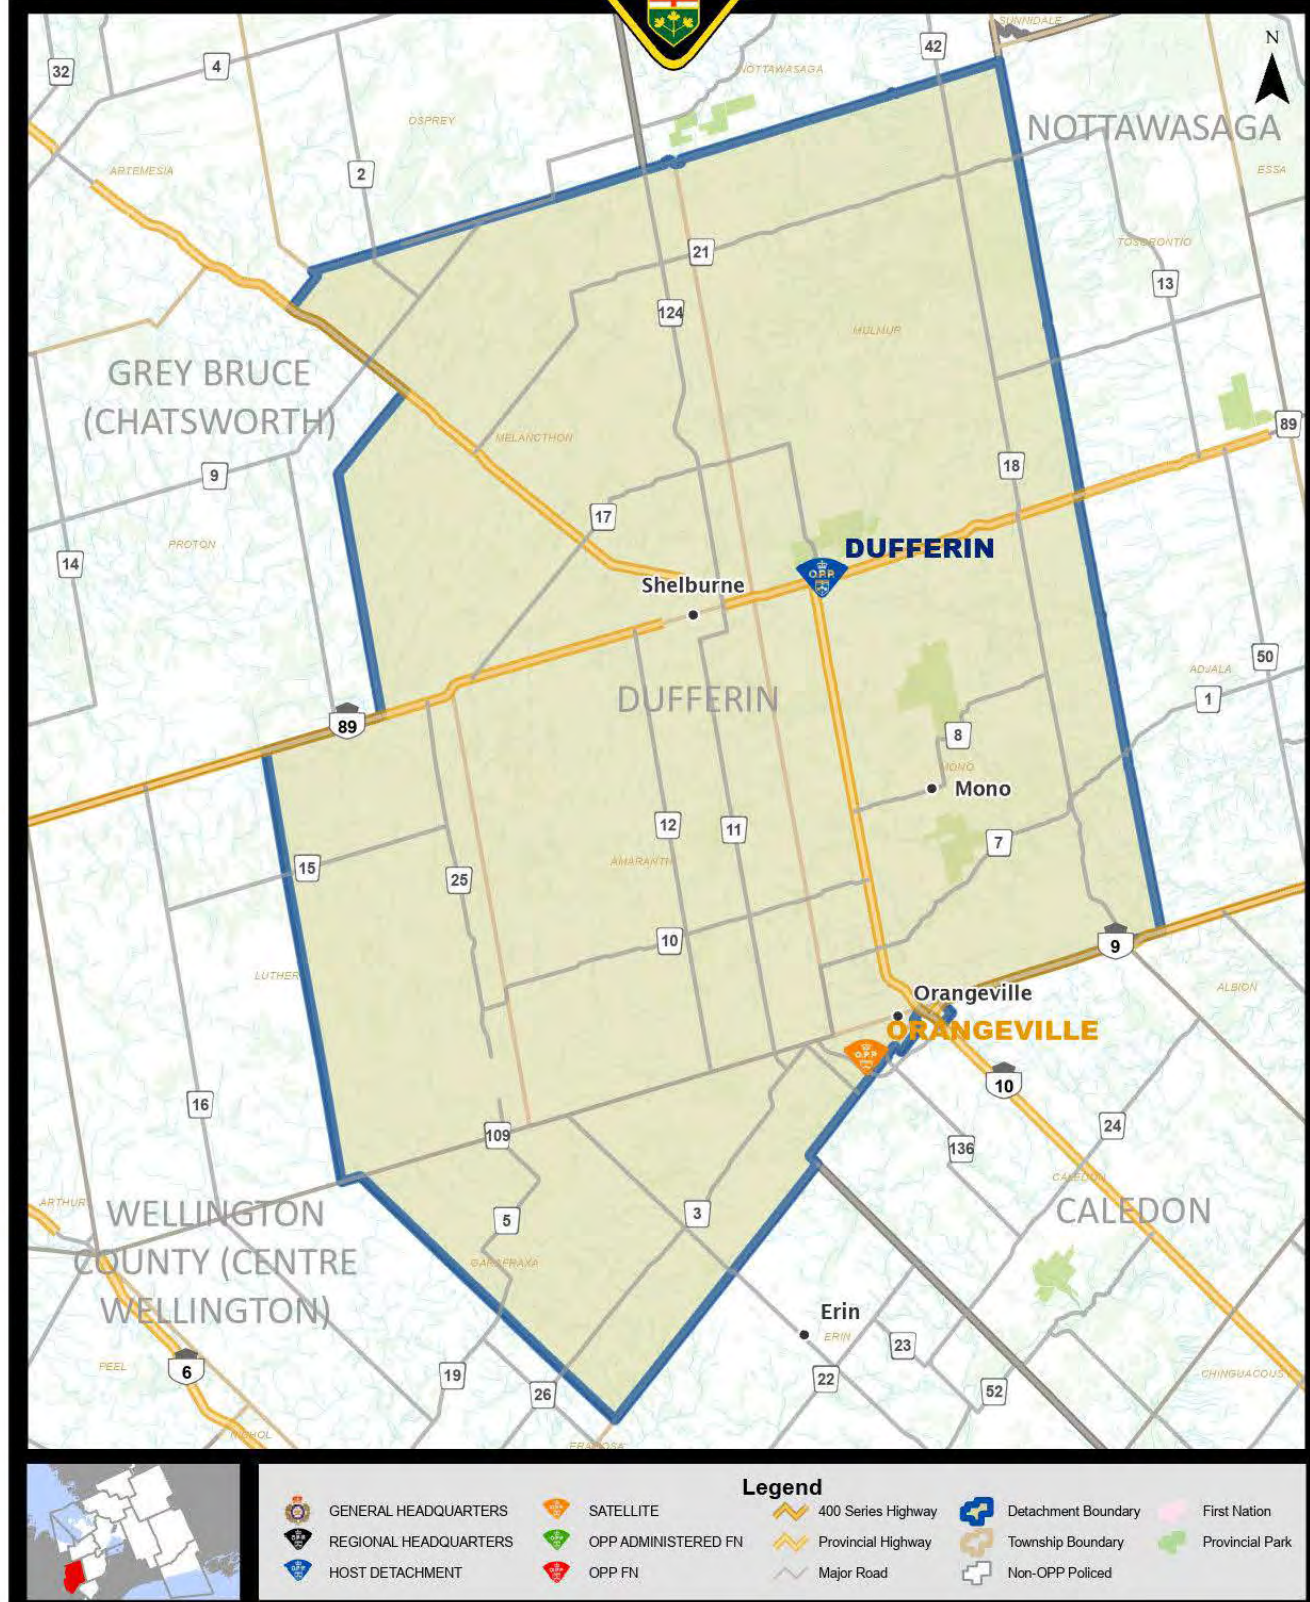 SUNNIDALE
42
N
32
4
NOTTAWASAGA
NOTTAWASAGA
OSPREY
ARTEMESIA
2
ESSA
TOSORONTIO
21
13
124
MULMUR
GREY BRUCE
(CHATSWORTH)
89
MELANCTHON
9
18
17
PROTON
14
DUFFERIN
O.P.P.
Shelburne
50
ADJALA
DUFFERIN
1
89
8
MONO
Mono
12
11
7
15
AMARANTH
25
10
9
LUTHER
ALBION
Orangeville
ORANGEVILLE
O.P.P.
10
16
24
109
136
CALEDON
ARTHUR
WELLINGTON
COUNTY (CENTRE
WELLINGTON)
CALEDON
5
3
GARAFRAXA
Erin
ERIN
23
PEEL
6
19
22
CHINGUACOUSY
26
52
NICHOL
ERAMOSA
Legend
GENERAL HEADQUARTERS
SATELLITE
400 Series Highway
Detachment Boundary
First Nation
REGIONAL HEADQUARTERS
OPP ADMINISTERED FN
Provincial Highway
Township Boundary
Provincial Park
HOST DETACHMENT
OPP FN
Major Road
Non-OPP Policed